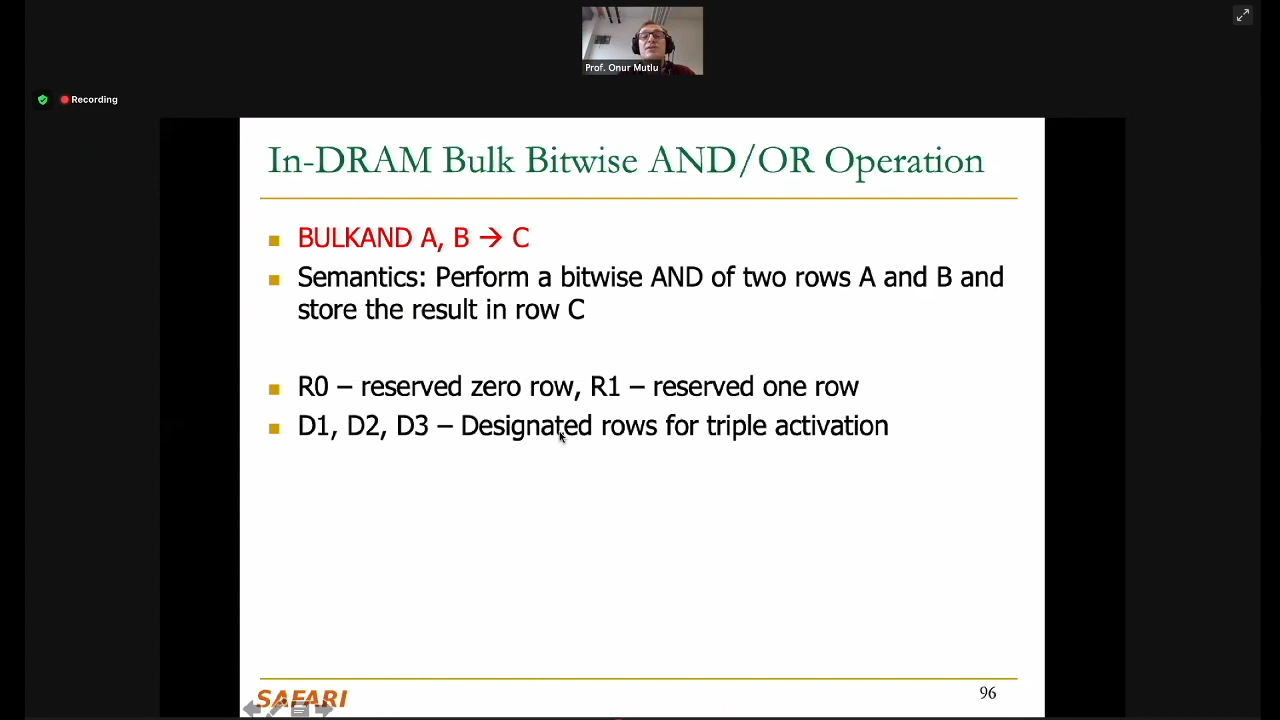 Prof. Onur Mutlu
Recording
In-DRAM Bulk Bitwise AND/OR Operation
BULKAND A, B → C
Semantics: Perform a bitwise AND of two rows A and B and
store the result in row C
R0 – reserved zero row, R1 – reserved one row
D1, D2, D3 – Designated rows for triple activation
SAFARI
96